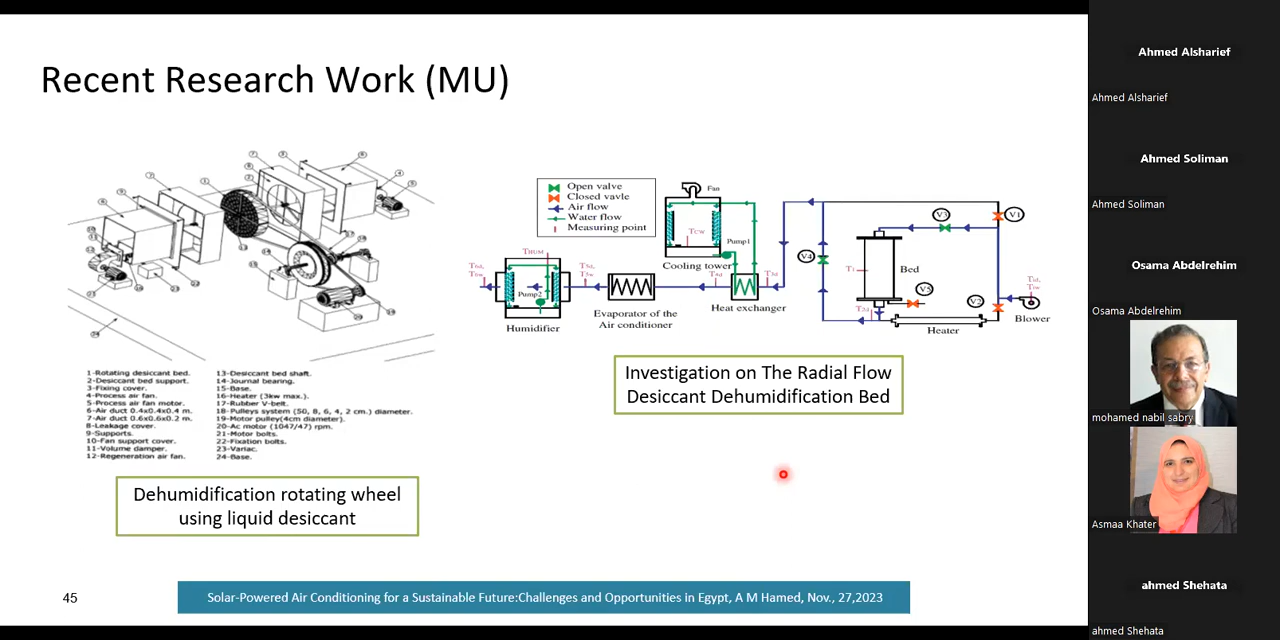 Recent Research Work (MU)
1-Rotating desiccant bed.
2-Desiccant bed support.
3-Fixing cover.
4-Process air fan.
5-Process air fan motor.
6-Air duct 0.4x0.4x0.4 m.
7-Air duct 0.6x0.6x0.2 m.
8-Leakage cover.
9-Supports.
10-Fan support cover.
11-Volume damper.
12-Regeneration air fan.
13-Desiccant bed shaft.
14-Journal bearing.
15-Base.
16-Heater (3kw max.).
17-Rubber V-belt.
18-Pulleys system (50, 8, 6, 4, 2 cm.) diameter.
19-Motor pulley(4cm diameter).
20-Ac motor (1047/47) rpm.
21-Motor bolts.
22-Fixation bolts.
23-Variac.
24-Base.
Dehumidification rotating wheel
using liquid desiccant
Open valve
Closed vavle
Air flow
Water flow
Measuring point
Fan
TCW
Pump1
Cooling tower
THUM
Pump2
Humidifier
Evaporator of the
Air conditioner
Heat exchanger
V4
V3
V1
Bed
V5
V2
Heater
Blower
Investigation on The Radial Flow
Desiccant Dehumidification Bed
45
Solar-Powered Air Conditioning for a Sustainable Future:Challenges and Opportunities in Egypt, A M Hamed, Nov., 27,2023
Ahmed Alsharief
Ahmed Alsharief
Ahmed Soliman
Ahmed Soliman
Osama Abdelrehim
Osama Abdelrehim
mohamed nabil sabry
Asmaa Khater
ahmed Shehata
ahmed Shehata